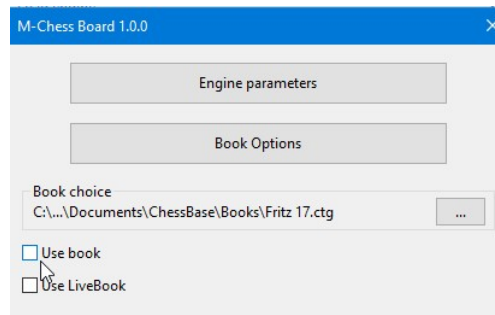 M-Chess Board 1.0.0
Engine parameters
Book Options
Book choice
C:\...\Documents\ChessBase\Books\Fritz 17.ctg
...
Use book
Use LiveBook